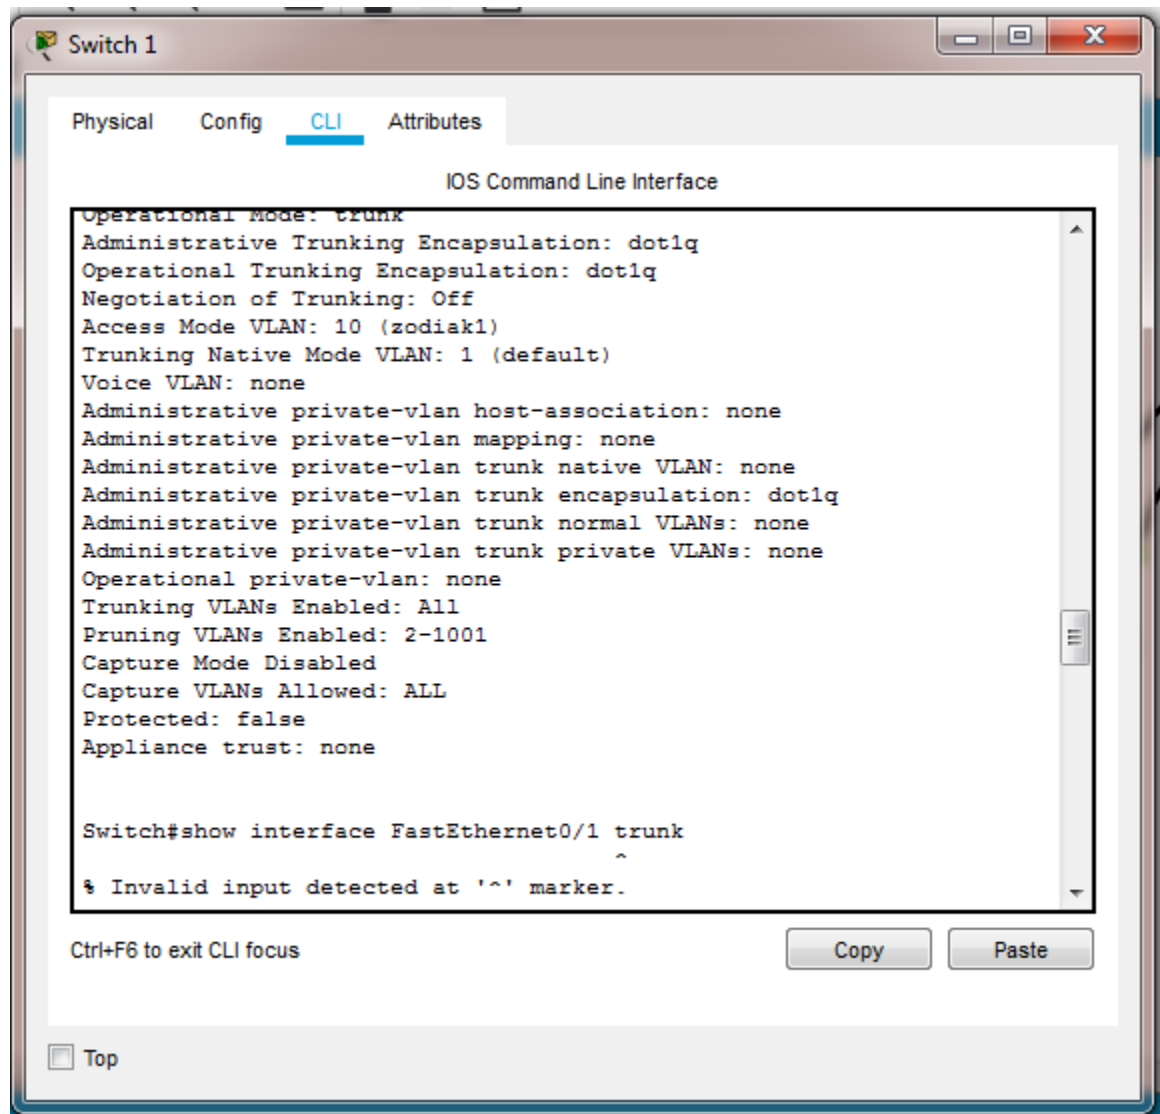 Switch 1
Physical Config CLI Attributes
IOS Command Line Interface
Operational Mode: trunk
Administrative Trunking Encapsulation: dot1q
Operational Trunking Encapsulation: dot1q
Negotiation of Trunking: Off
Access Mode VLAN: 10 (zodiak1)
Trunking Native Mode VLAN: 1 (default)
Voice VLAN: none
Administrative private-vlan host-association: none
Administrative private-vlan mapping: none
Administrative private-vlan trunk native VLAN: none
Administrative private-vlan trunk encapsulation: dot1q
Administrative private-vlan trunk normal VLANs: none
Administrative private-vlan trunk private VLANs: none
Operational private-vlan: none
Trunking VLANs Enabled: All
Pruning VLANs Enabled: 2-1001
Capture Mode Disabled
Capture VLANs Allowed: ALL
Protected: false
Appliance trust: none
Switch#show interface FastEthernet0/1 trunk
^
% Invalid input detected at '^' marker.
Ctrl+F6 to exit CLI focus
Copy Paste
Top